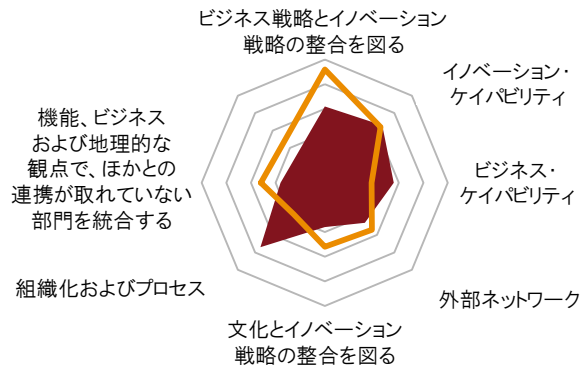 ビジネス戦略とイノベーション
戦略の整合を図る
イノベーション・
ケイパビリティ
ビジネス・
ケイパビリティ
外部ネットワーク
文化とイノベーション
戦略の整合を図る
組織化およびプロセス
機能、ビジネス
および地理的な
観点で、ほかとの
連携が取れていない
部門を統合する